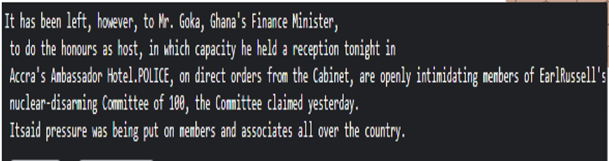 It has been left, however, to Mr. Goka, Ghana's Finance Minister,
to do the honours as host, in which capacity he held a reception tonight in
Accra's Ambassador Hotel.POLICE, on direct orders from the Cabinet, are openly intimidating members of EarlRussell's
nuclear-disarming Committee of 100, the Committee claimed yesterday.
Itsaid pressure was being put on members and associates all over the country.